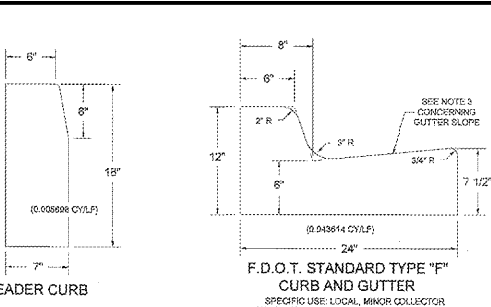 6"
8"
18"
(0.005698 CY/LF)
7"
EADER CURB
8"
6"
2" R
3" R
SEE NOTE 3
CONCERNING
GUTTER SLOPE
12"
6"
3/4" R
7 1/2"
(0.043614 CY/LF)
24"
F.D.O.T. STANDARD TYPE "F"
CURB AND GUTTER
SPECIFIC USE: LOCAL, MINOR COLLECTOR